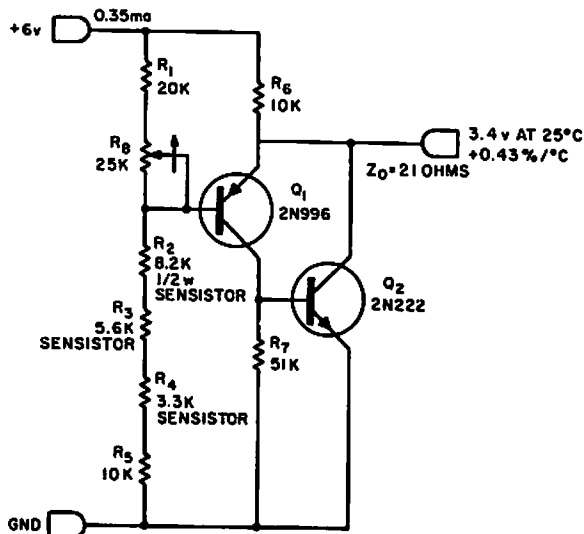 +6v
0.35ma
R1
20K
R6
10K
R8
25K
3.4 v AT 25°C
+0.43%/°C
Z0=21 OHMS
Q1
2N996
R2
8.2K
1/2 w
SENSISTOR
Q2
2N222
R3
5.6K
SENSISTOR
R7
51K
R4
3.3K
SENSISTOR
R5
10K
GND